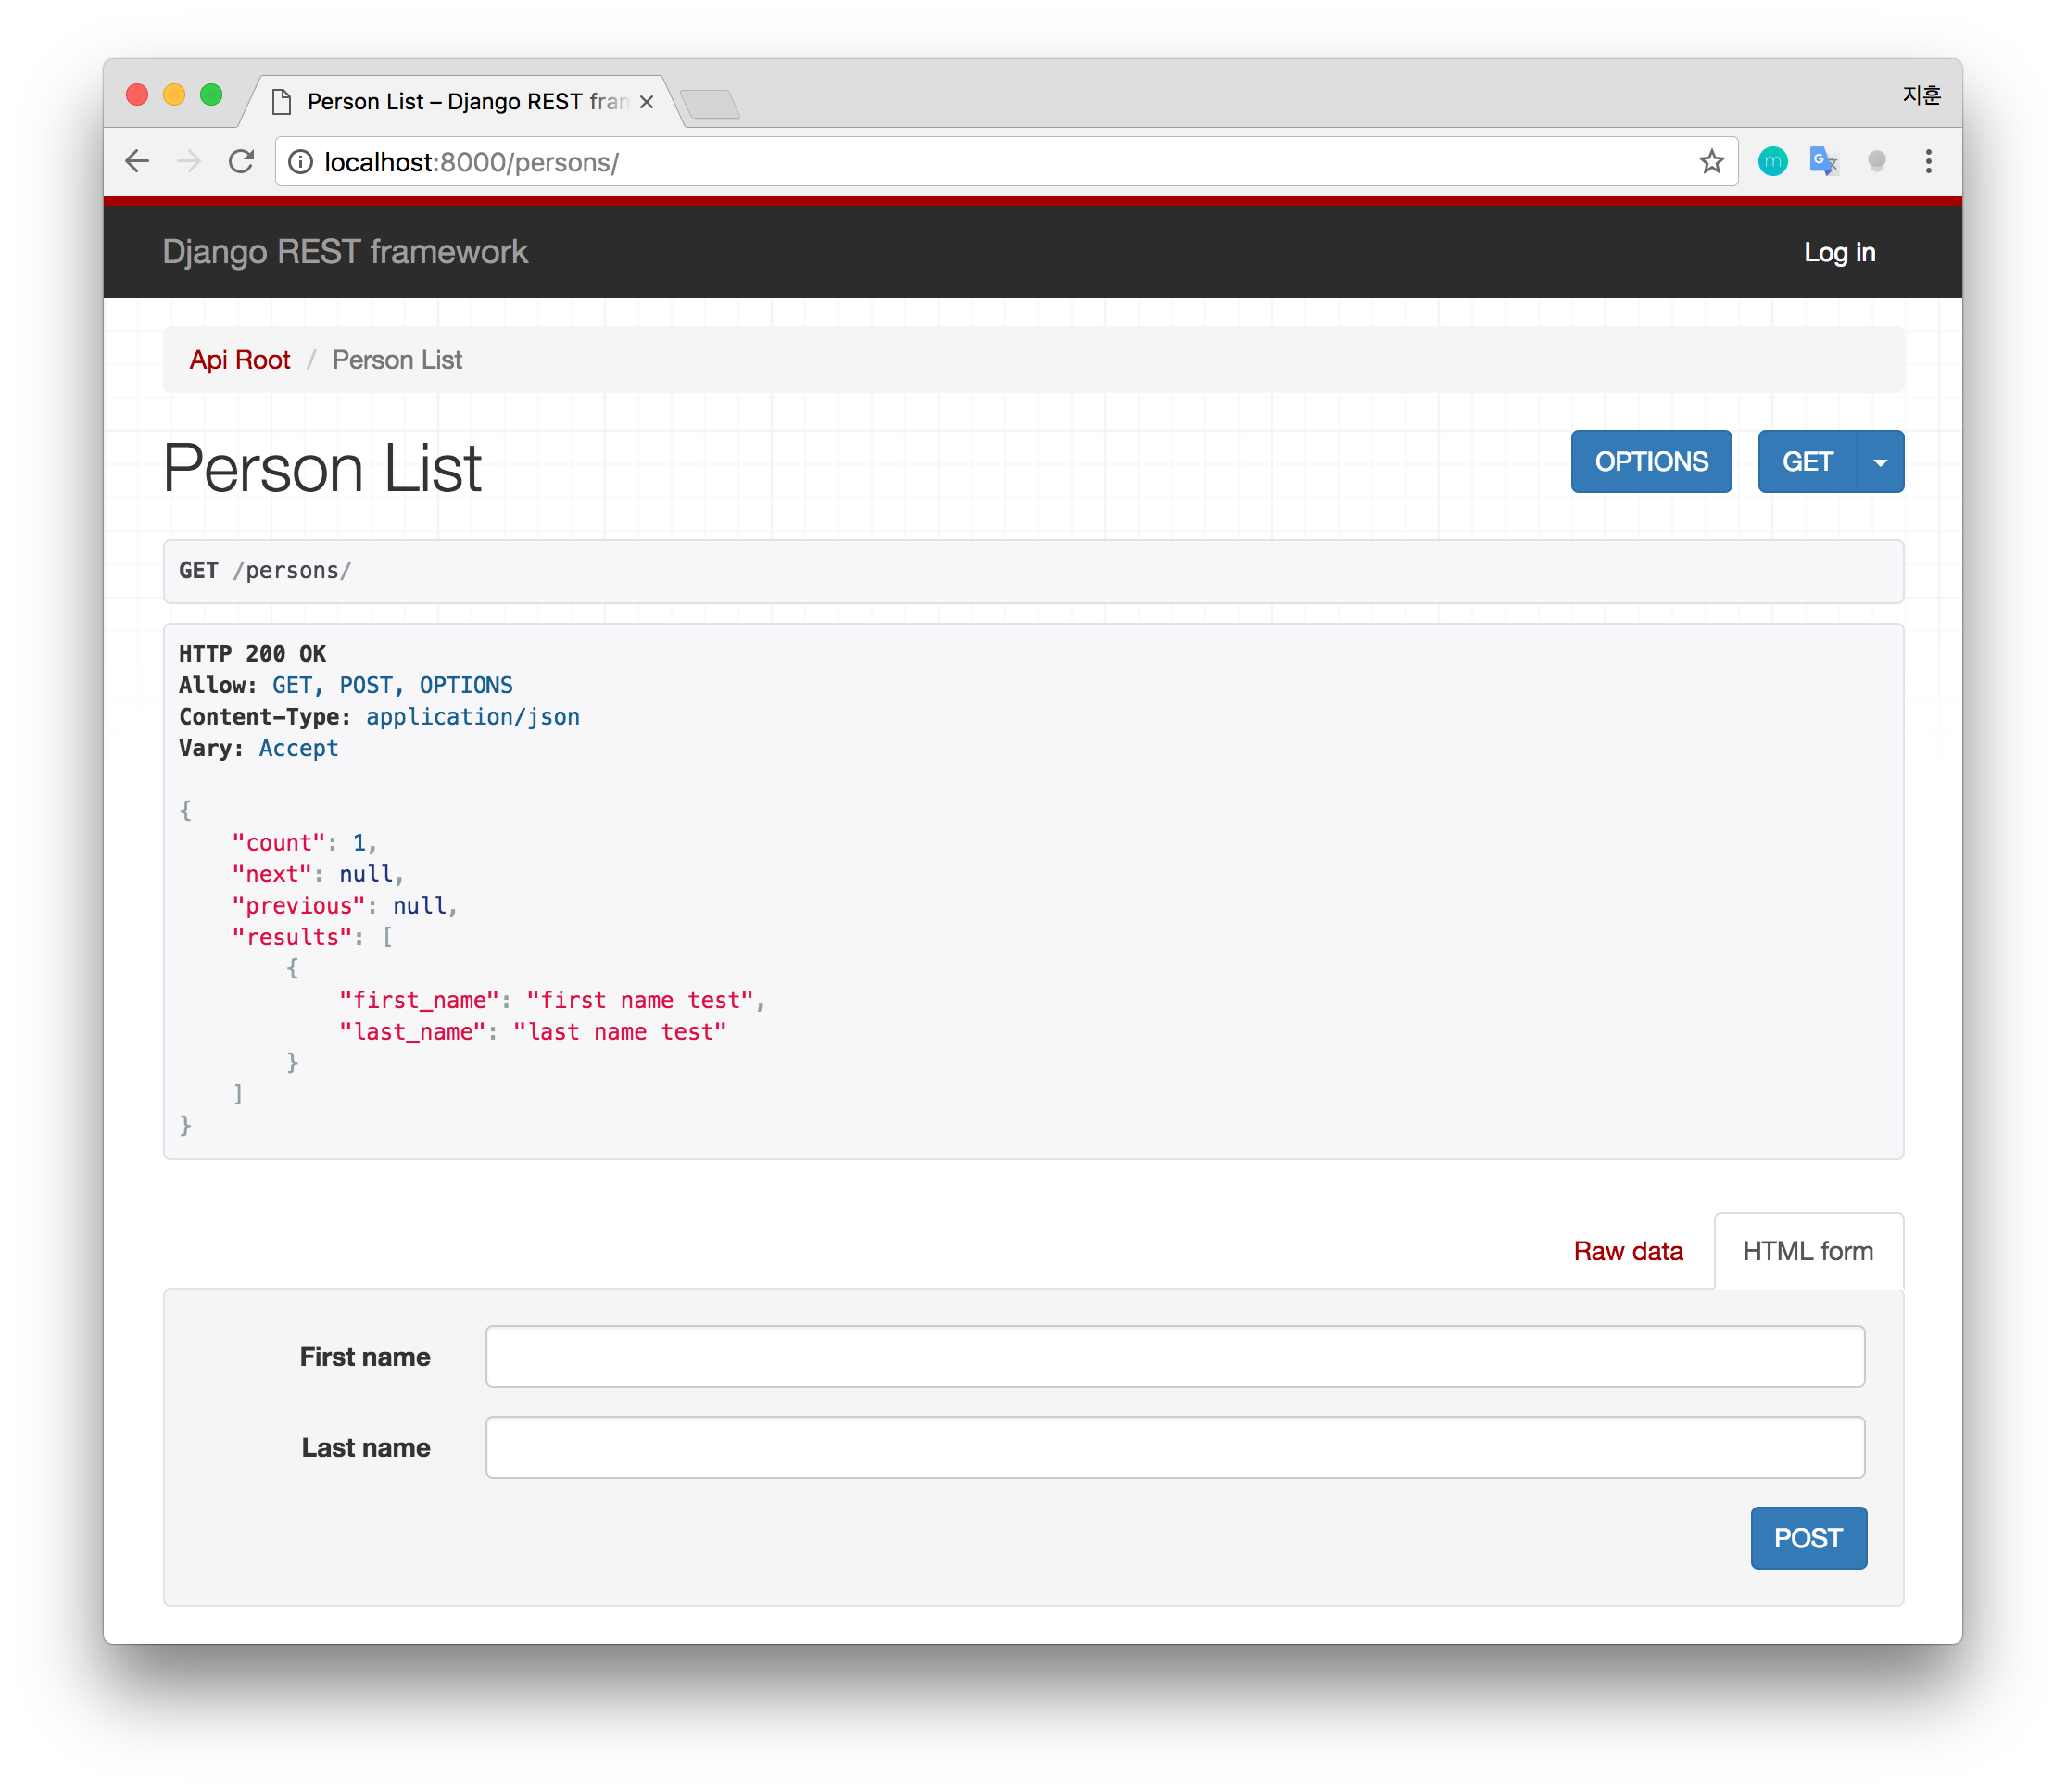 Person List – Django REST fran
지훈
localhost:8000/persons/
Django REST framework
Log in
Api Root / Person List
Person List
OPTIONS
GET
GET /persons/
HTTP 200 OK
Allow: GET, POST, OPTIONS
Content-Type: application/json
Vary: Accept
{
    "count": 1,
    "next": null,
    "previous": null,
    "results": [
        {
            "first_name": "first name test",
            "last_name": "last name test"
        }
    ]
}
Raw data
HTML form
First name
Last name
POST